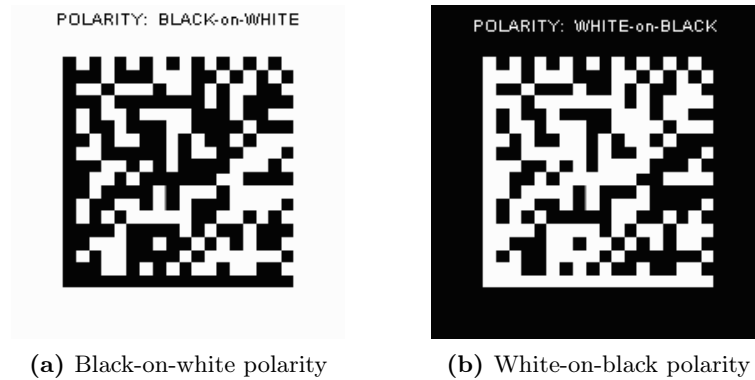 POLARITY: BLACK-on-WHITE
POLARITY: WHITE-on-BLACK
(a) Black-on-white polarity
(b) White-on-black polarity